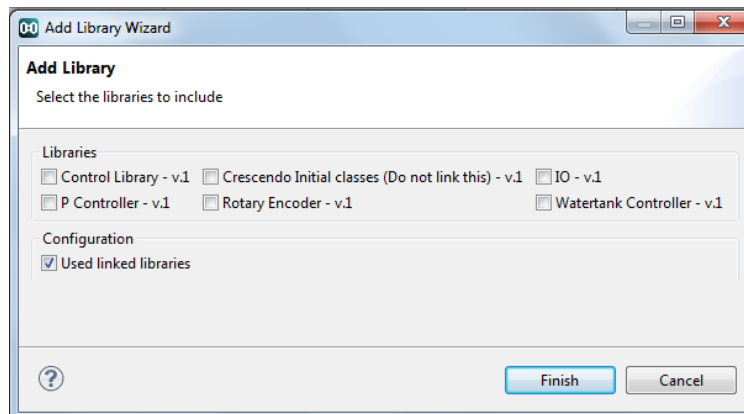 Add Library Wizard
Add Library
Select the libraries to include
Libraries
Control Library - v.1 Crescendo Initial classes (Do not link this) - v.1 IO - v.1
P Controller - v.1 Rotary Encoder - v.1 Watertank Controller - v.1
Configuration
Used linked libraries
Finish Cancel